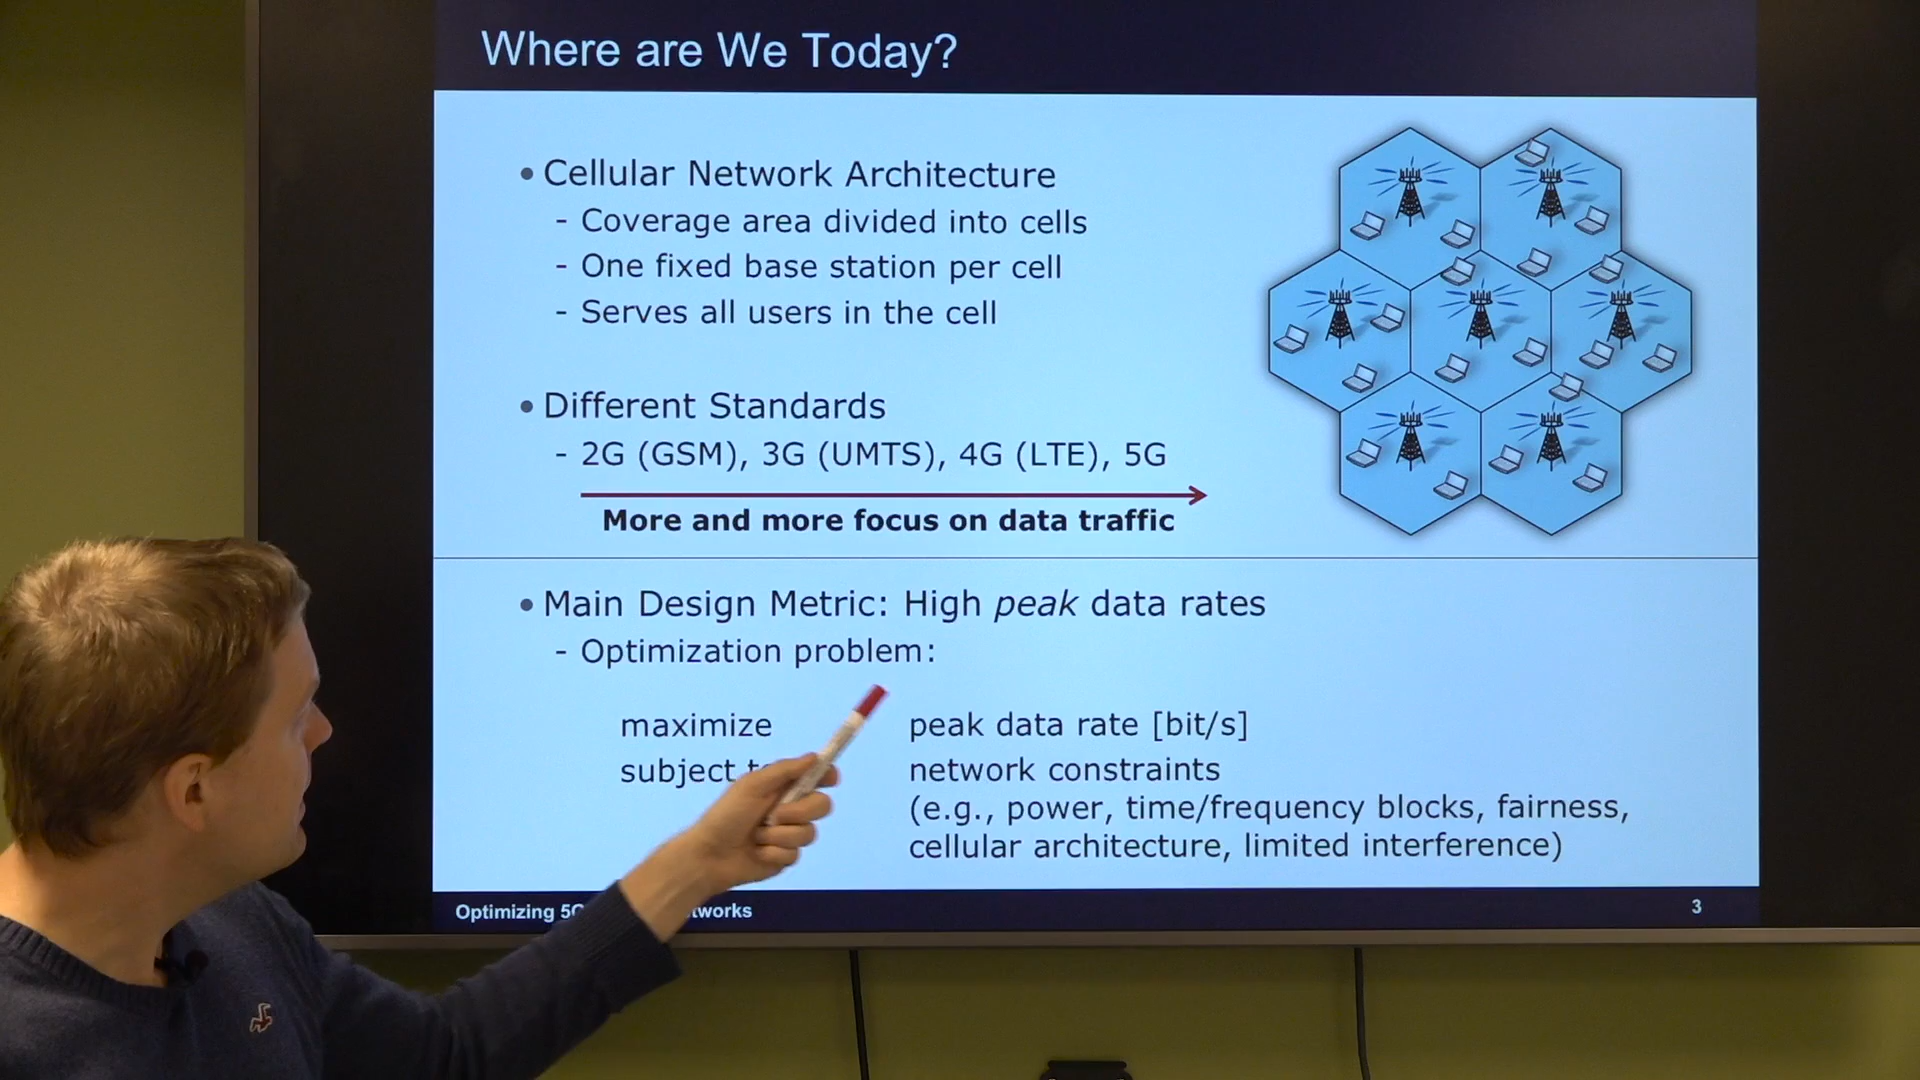 Where are We Today?
• Cellular Network Architecture
- Coverage area divided into cells
- One fixed base station per cell
- Serves all users in the cell
• Different Standards
- 2G (GSM), 3G (UMTS), 4G (LTE), 5G
More and more focus on data traffic
• Main Design Metric: High peak data rates
- Optimization problem:
maximize peak data rate [bit/s]
subject network constraints
(e.g., power, time/frequency blocks, fairness,
cellular architecture, limited interference)
Optimizing 3